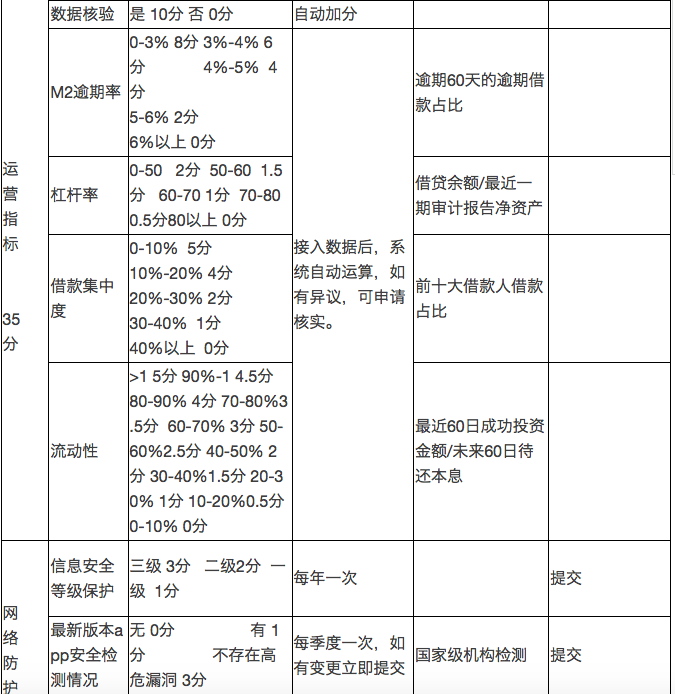 数据核验
是 10分 否 0分
自动加分
运
营
指
标
35
分
M2逾期率
0-3% 8分 3%-4% 6
分 4%-5% 4
分
5-6% 2分
6%以上 0分
接入数据后，系
统自动运算，如
有异议，可申请
核实。
逾期60天的逾期借
款占比
杠杆率
0-50 2分 50-60 1.5
分 60-70 1分 70-80
0.5分80以上 0分
借贷余额/最近一
期审计报告净资产
借款集中
度
0-10% 5分
10%-20% 4分
20%-30% 2分
30-40% 1分
40%以上 0分
前十大借款人借款
占比
流动性
>1 5分 90%-1 4.5分
80-90% 4分 70-80%3
.5分 60-70% 3分 50-
60%2.5分 40-50% 2
分 30-40%1.5分 20-3
0% 1分 10-20%0.5分
0-10% 0分
最近60日成功投资
金额/未来60日待
还本息
网
络
防
护
信息安全
等级保护
三级 3分 二级2分 一
级 1分
每年一次
提交
最新版本a
pp安全检
测情况
无 0分 有 1
分 不存在高
危漏洞 3分
每季度一次，如
有变更立即提交
国家级机构检测
提交